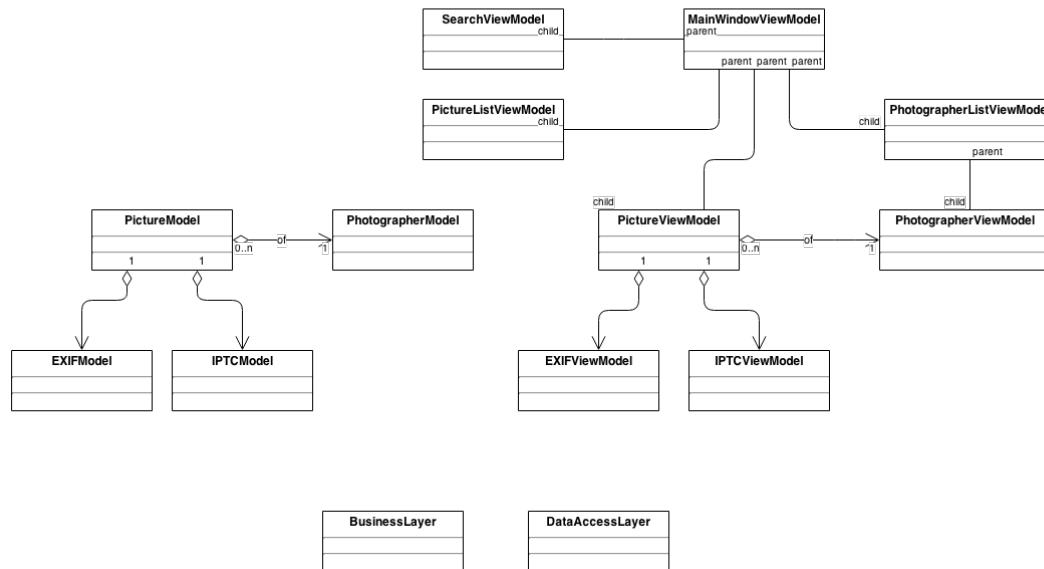 SearchViewModel
child
MainWindowViewModel
parent
parent parent parent
PictureListViewModel
child
PhotographerListViewMode
child
parent
PictureModel
0..n
of
1
PhotographerModel
1 1
child
PictureViewModel
0..n
of
1
child
PhotographerViewModel
1 1
EXIFModel
IPTCModel
EXIFViewModel
IPTCViewModel
BusinessLayer
DataAccessLayer